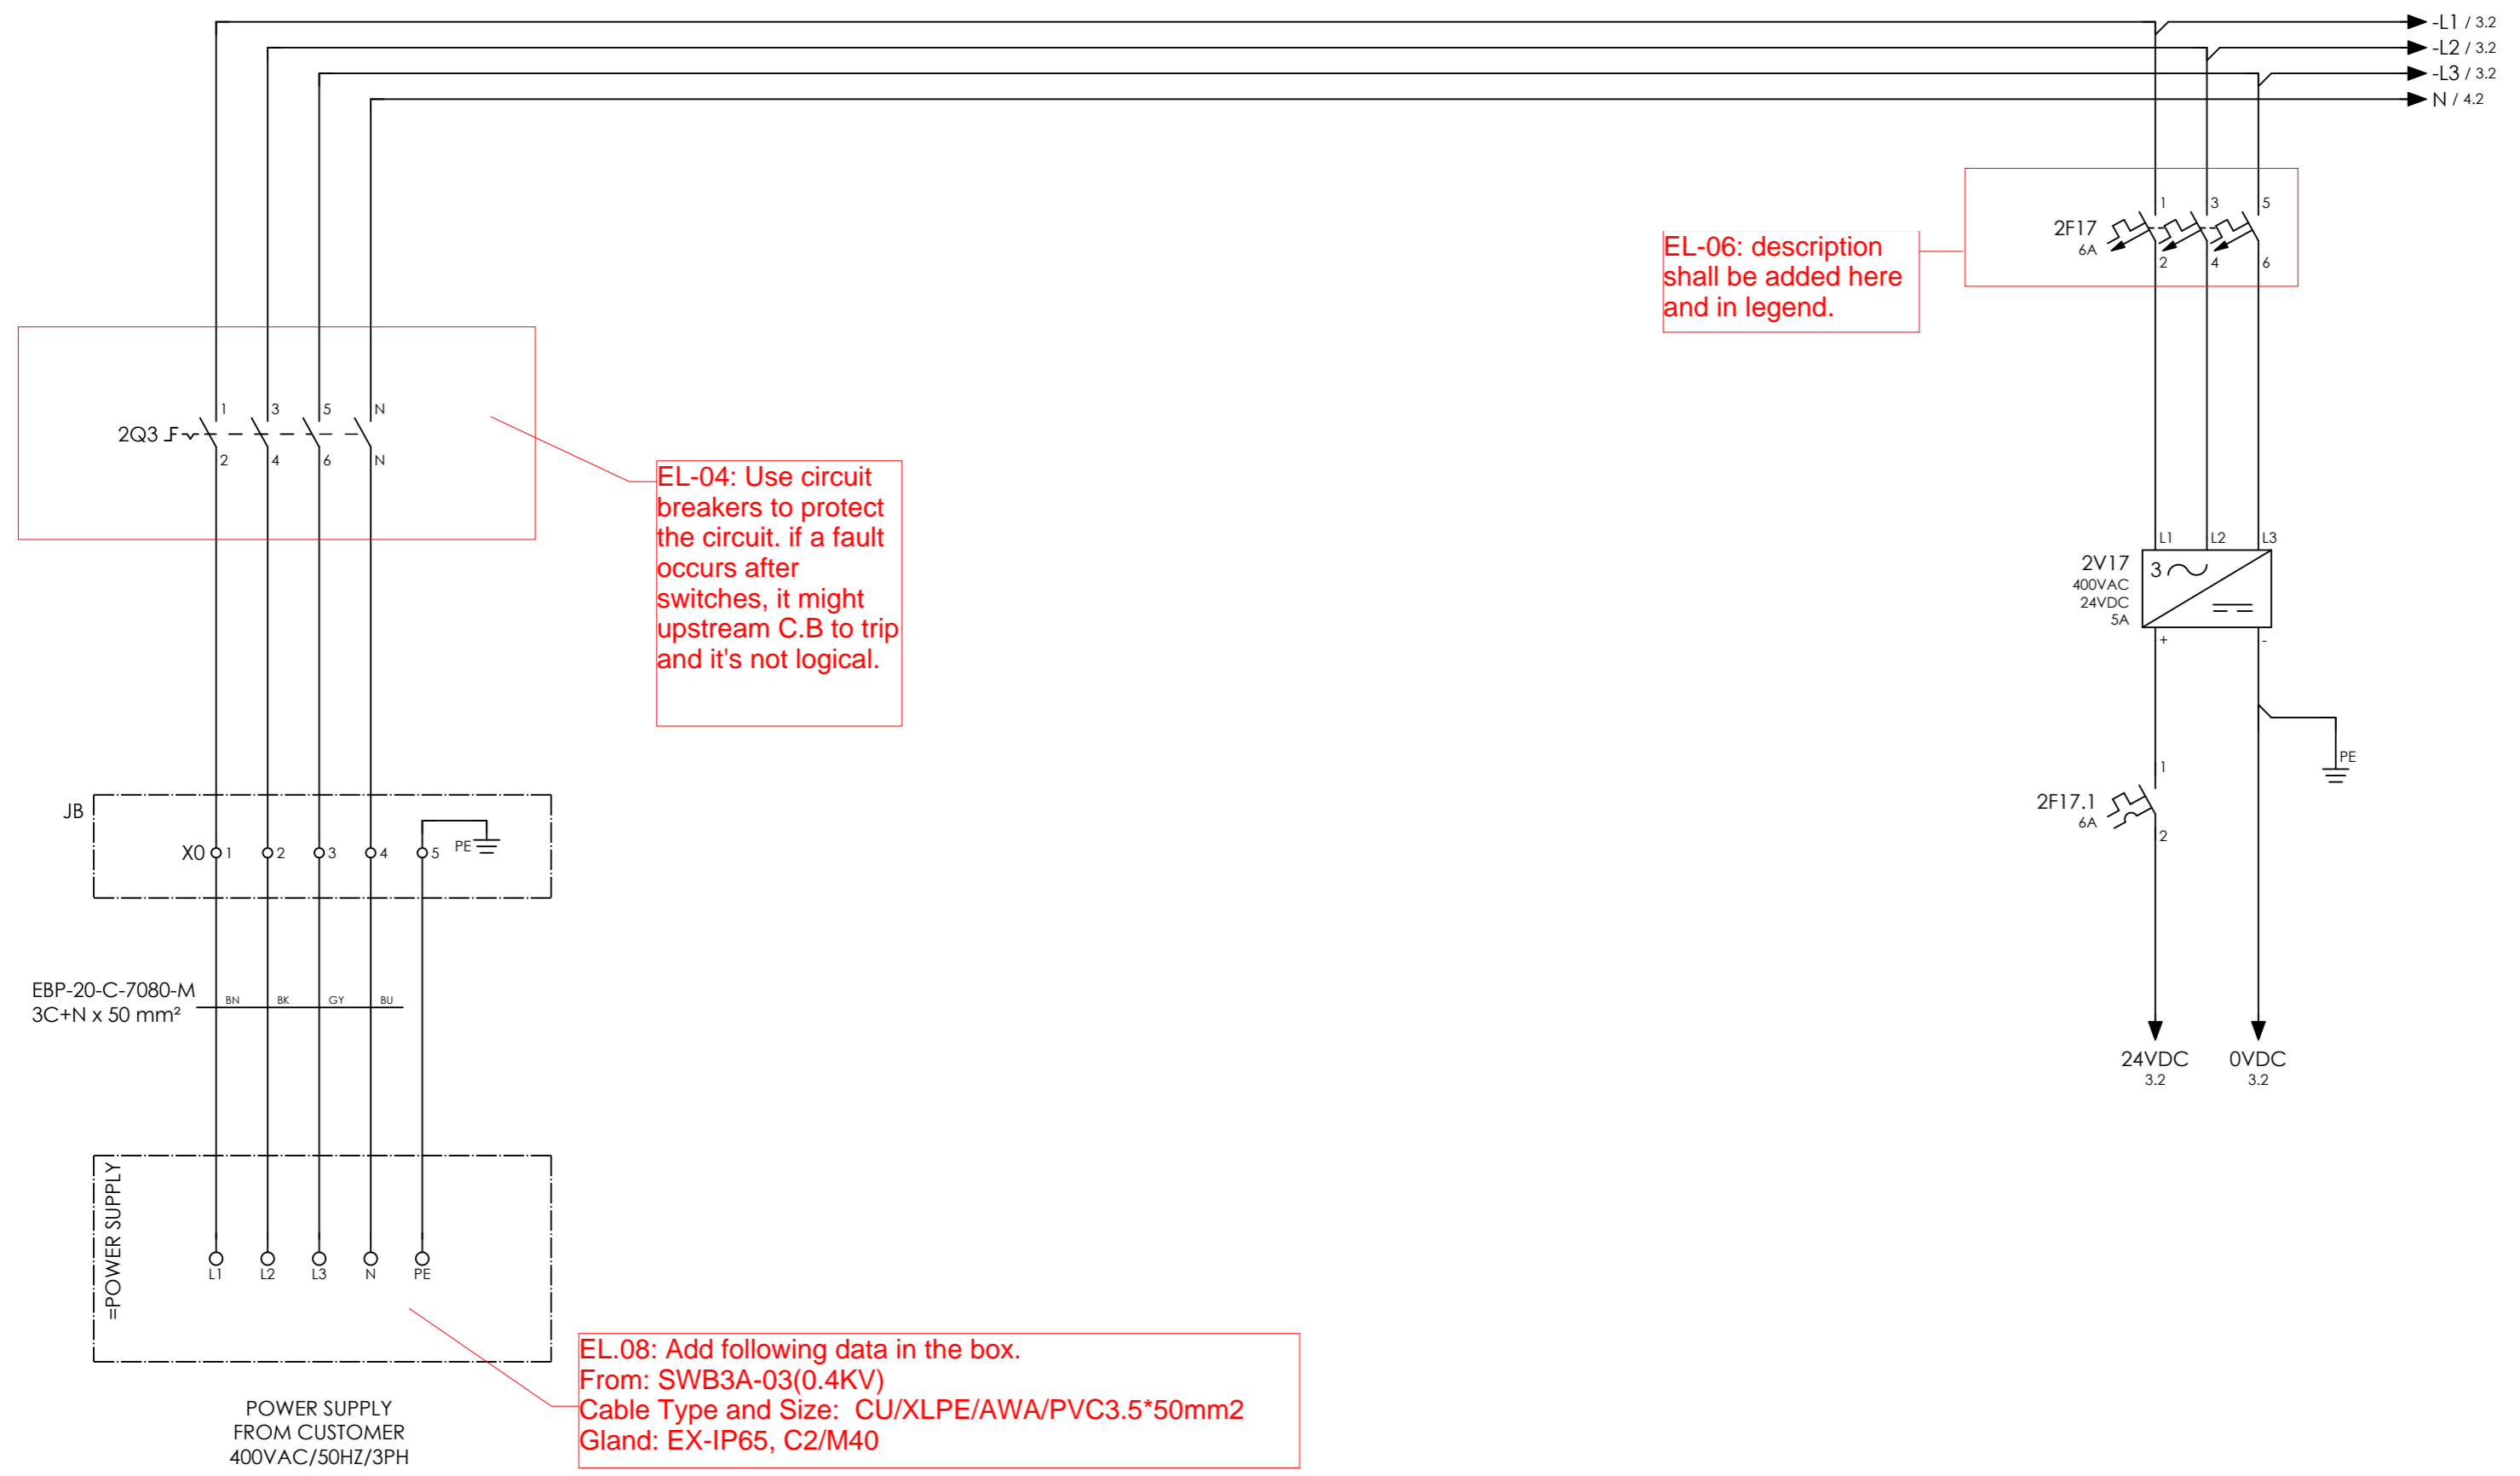 -L1 / 3.2
-L2 / 3.2
-L3 / 3.2
N / 4.2
1 3 5
2F17
6A
2 4 6
EL-06: description
shall be added here
and in legend.
1 3 5 N
2Q3
2 4 6 N
EL-04: Use circuit
breakers to protect
the circuit. if a fault
occurs after
switches, it might
upstream C.B to trip
and it's not logical.
L1 L2 L3
2V17
400VAC
24VDC
5A
3
+ -
PE
1
2F17.1
6A
2
24VDC 0VDC
3.2 3.2
JB
X0 1 2 3 4 5 PE
EBP-20-C-7080-M
3C+N x 50 mm²
BN BK GY BU
=POWER SUPPLY
L1 L2 L3 N PE
EL.08: Add following data in the box.
From: SWB3A-03(0.4KV)
Cable Type and Size:  CU/XLPE/AWA/PVC3.5*50mm2
Gland: EX-IP65, C2/M40
POWER SUPPLY
FROM CUSTOMER
400VAC/50HZ/3PH